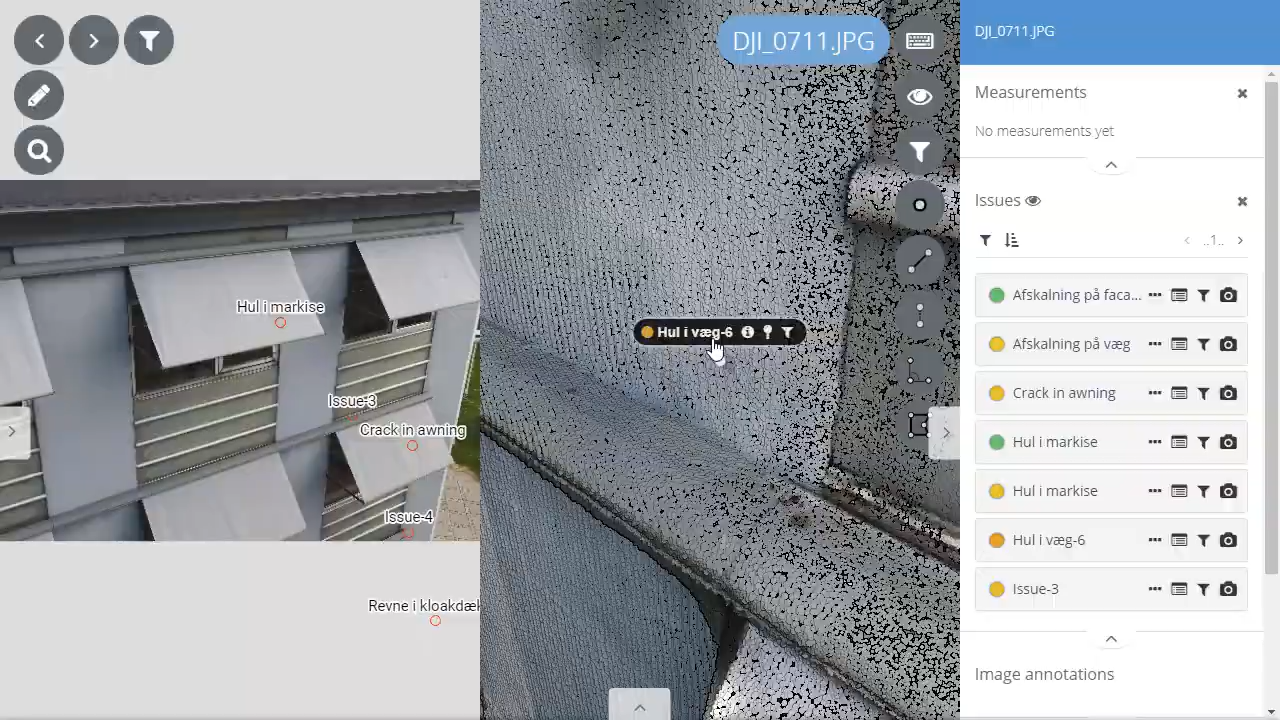 DJI_0711.JPG
DJI_0711.JPG
Measurements
No measurements yet
Issues
..1..
Afskalning på faca...
Afskalning på væg
Crack in awning
Hul i markise
Hul i markise
Hul i væg-6
Issue-3
Image annotations
Hul i væg-6
Hul i markise
Issue-3
Crack in awning
Issue-4
Revne i kloakdæk